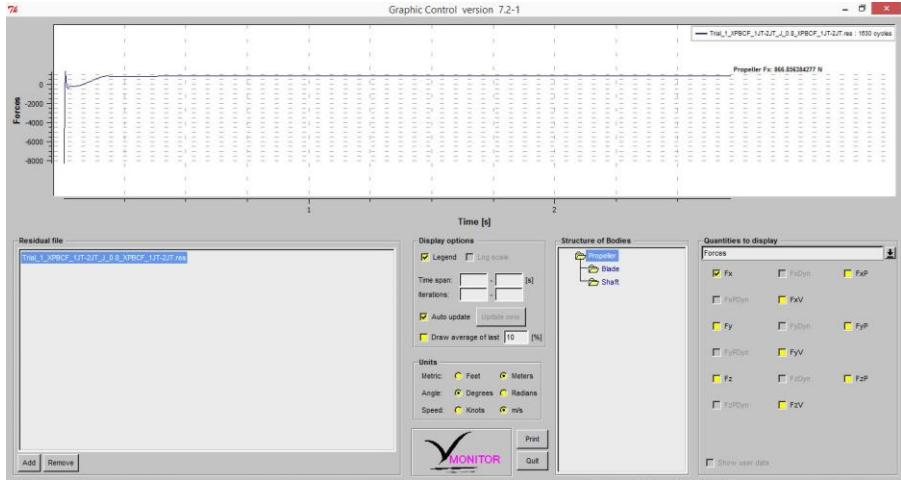 Graphic Control version 7.2-1
Trial_1_XPBCF_1JT-2JT_J_0.8_XPBCF_1JT-2JT.res : 1630 cycles
Propeller Fx: 866.836384277 N
Forces
0
-2000
-4000
-6000
-8000
1
2
Time [s]
Residual file
Trial_1_XPBCF_1JT-2JT_J_0.8_XPBCF_1JT-2JT.res
Add Remove
Display options
Legend Log scale
Time span: - [s]
Iterations: -
Auto update Update now
Draw average of last 10 [%]
Units
Metric: Feet Meters
Angle: Degrees Radians
Speed: Knots m/s
MONITOR
Print
Quit
Structure of Bodies
Propeller
Blade
Shaft
Quantities to display
Forces
Fx FxDyn FxP
FxPDyn FxV
Fy FyDyn FyP
FyPDyn FyV
Fz FzDyn FzP
FzPDyn FzV
Show user data